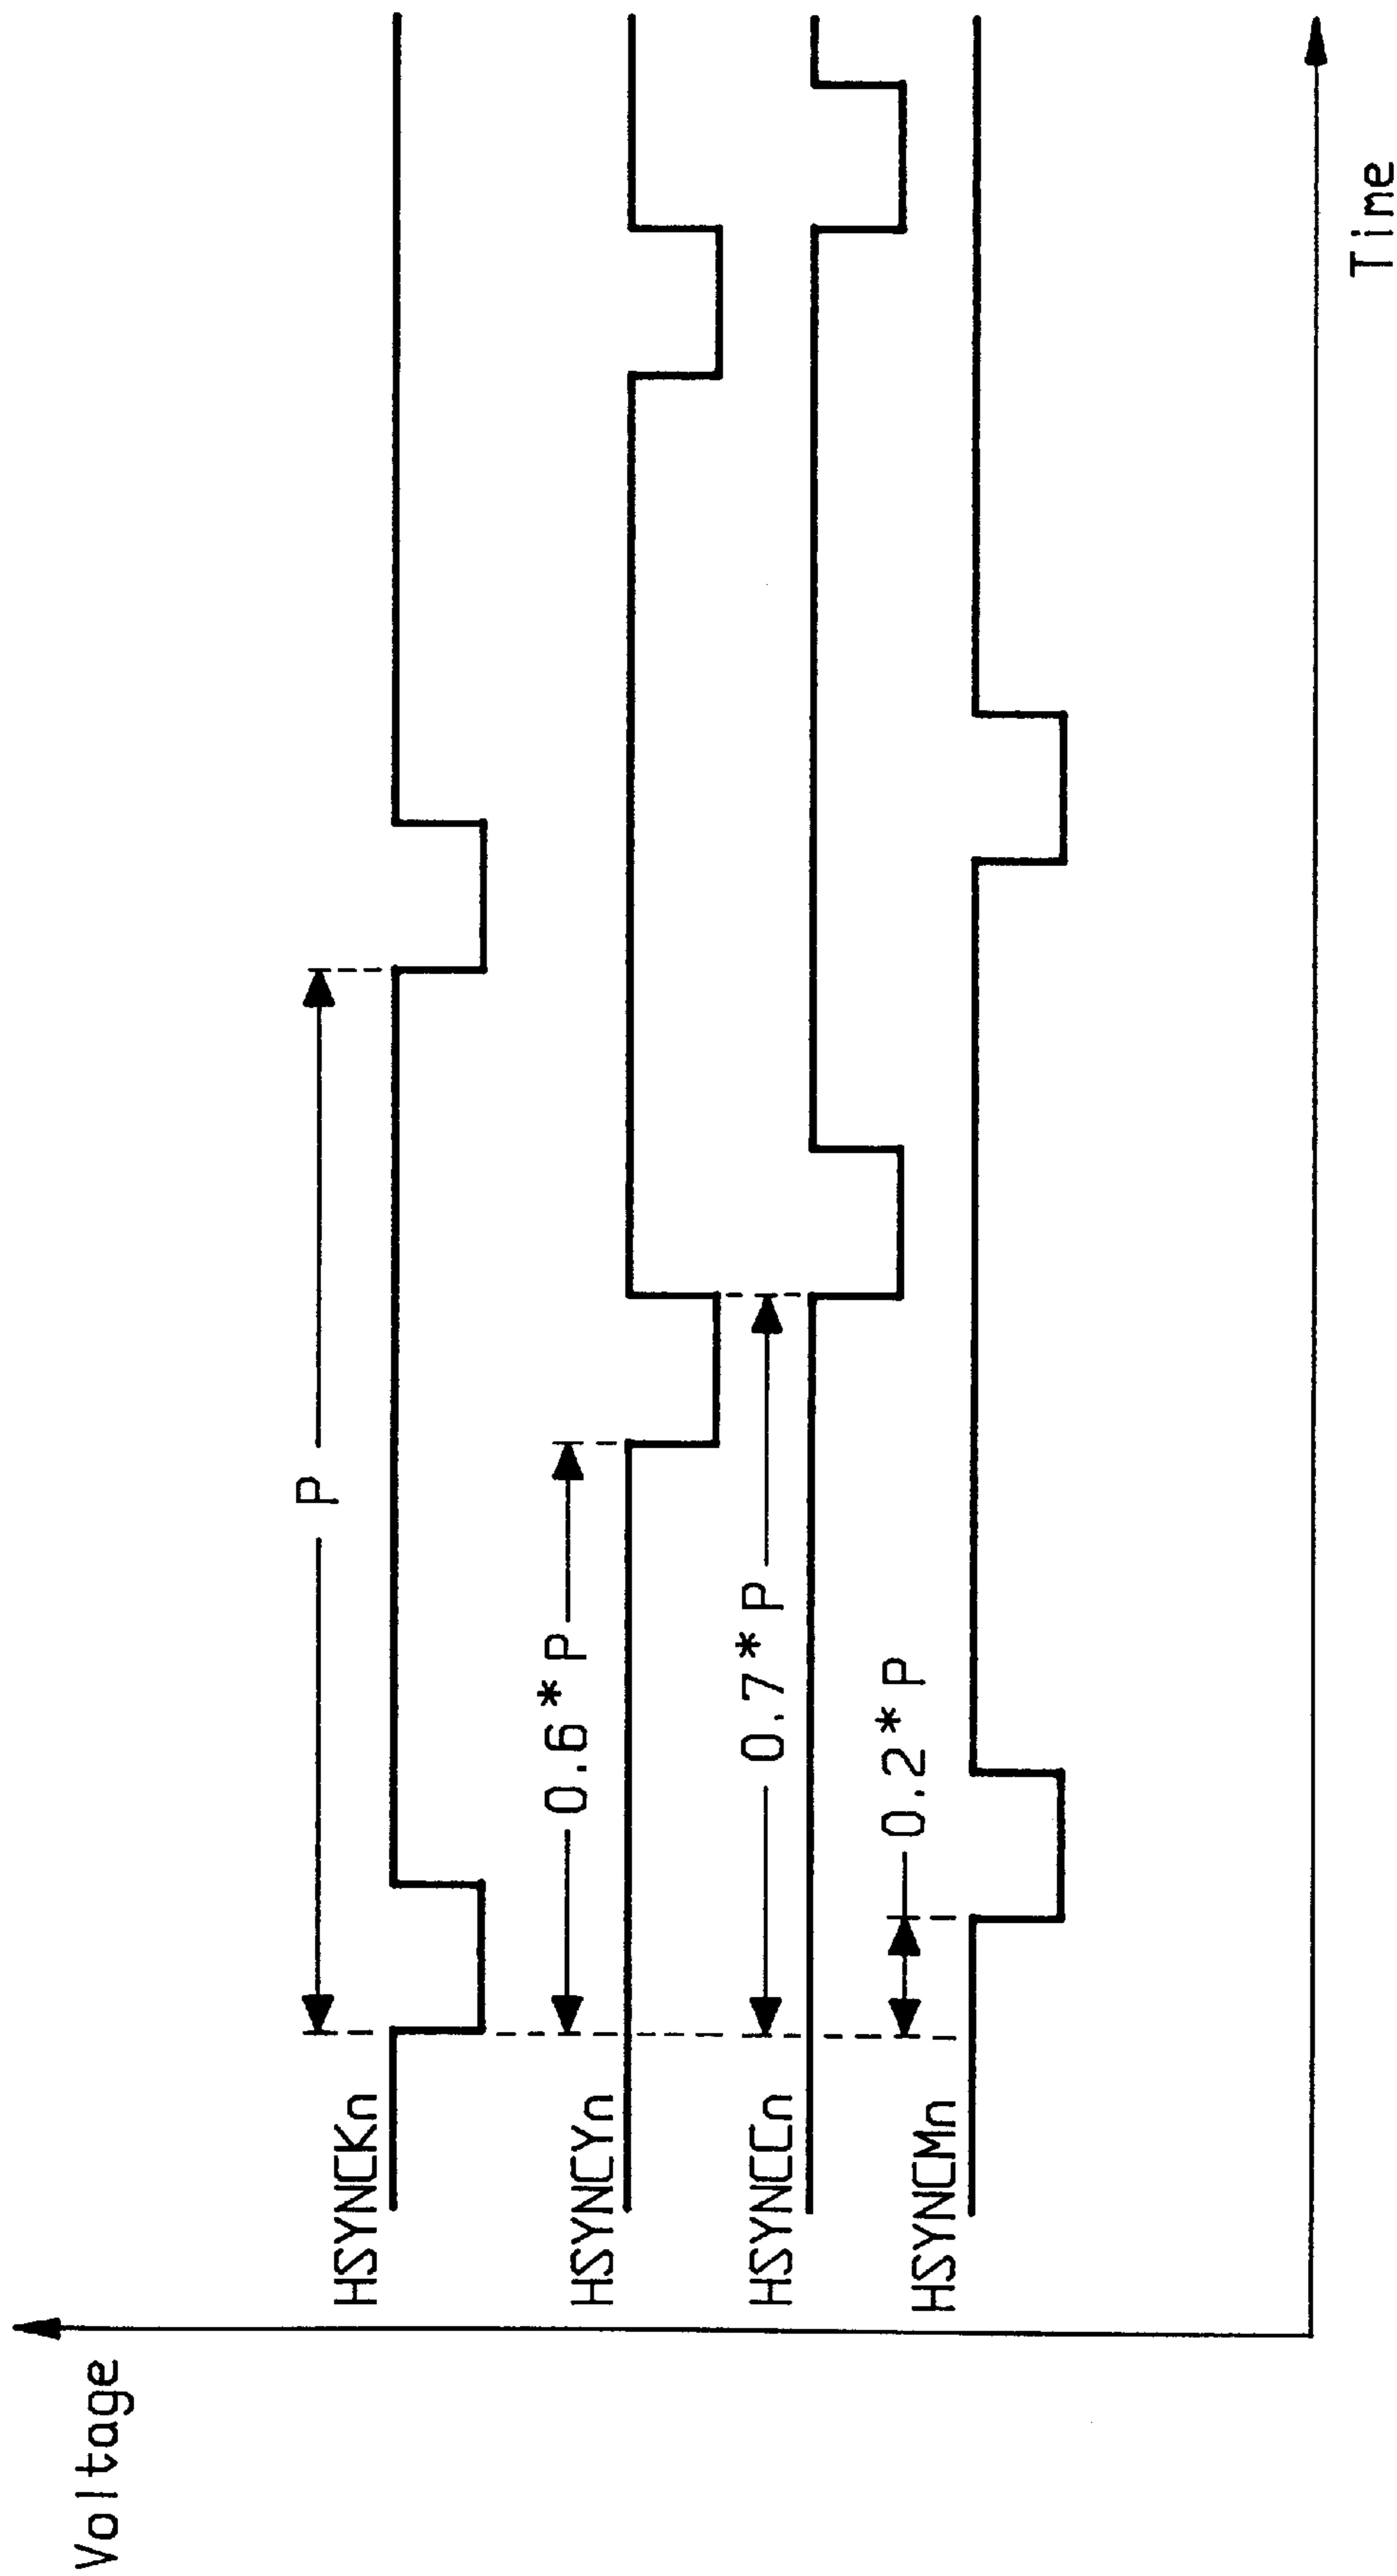 Voltage
HSYNCKn
P
HSYNCYn
0.6*P
HSYNCCn
0.7*P
HSYNCMn
0.2*P
Time